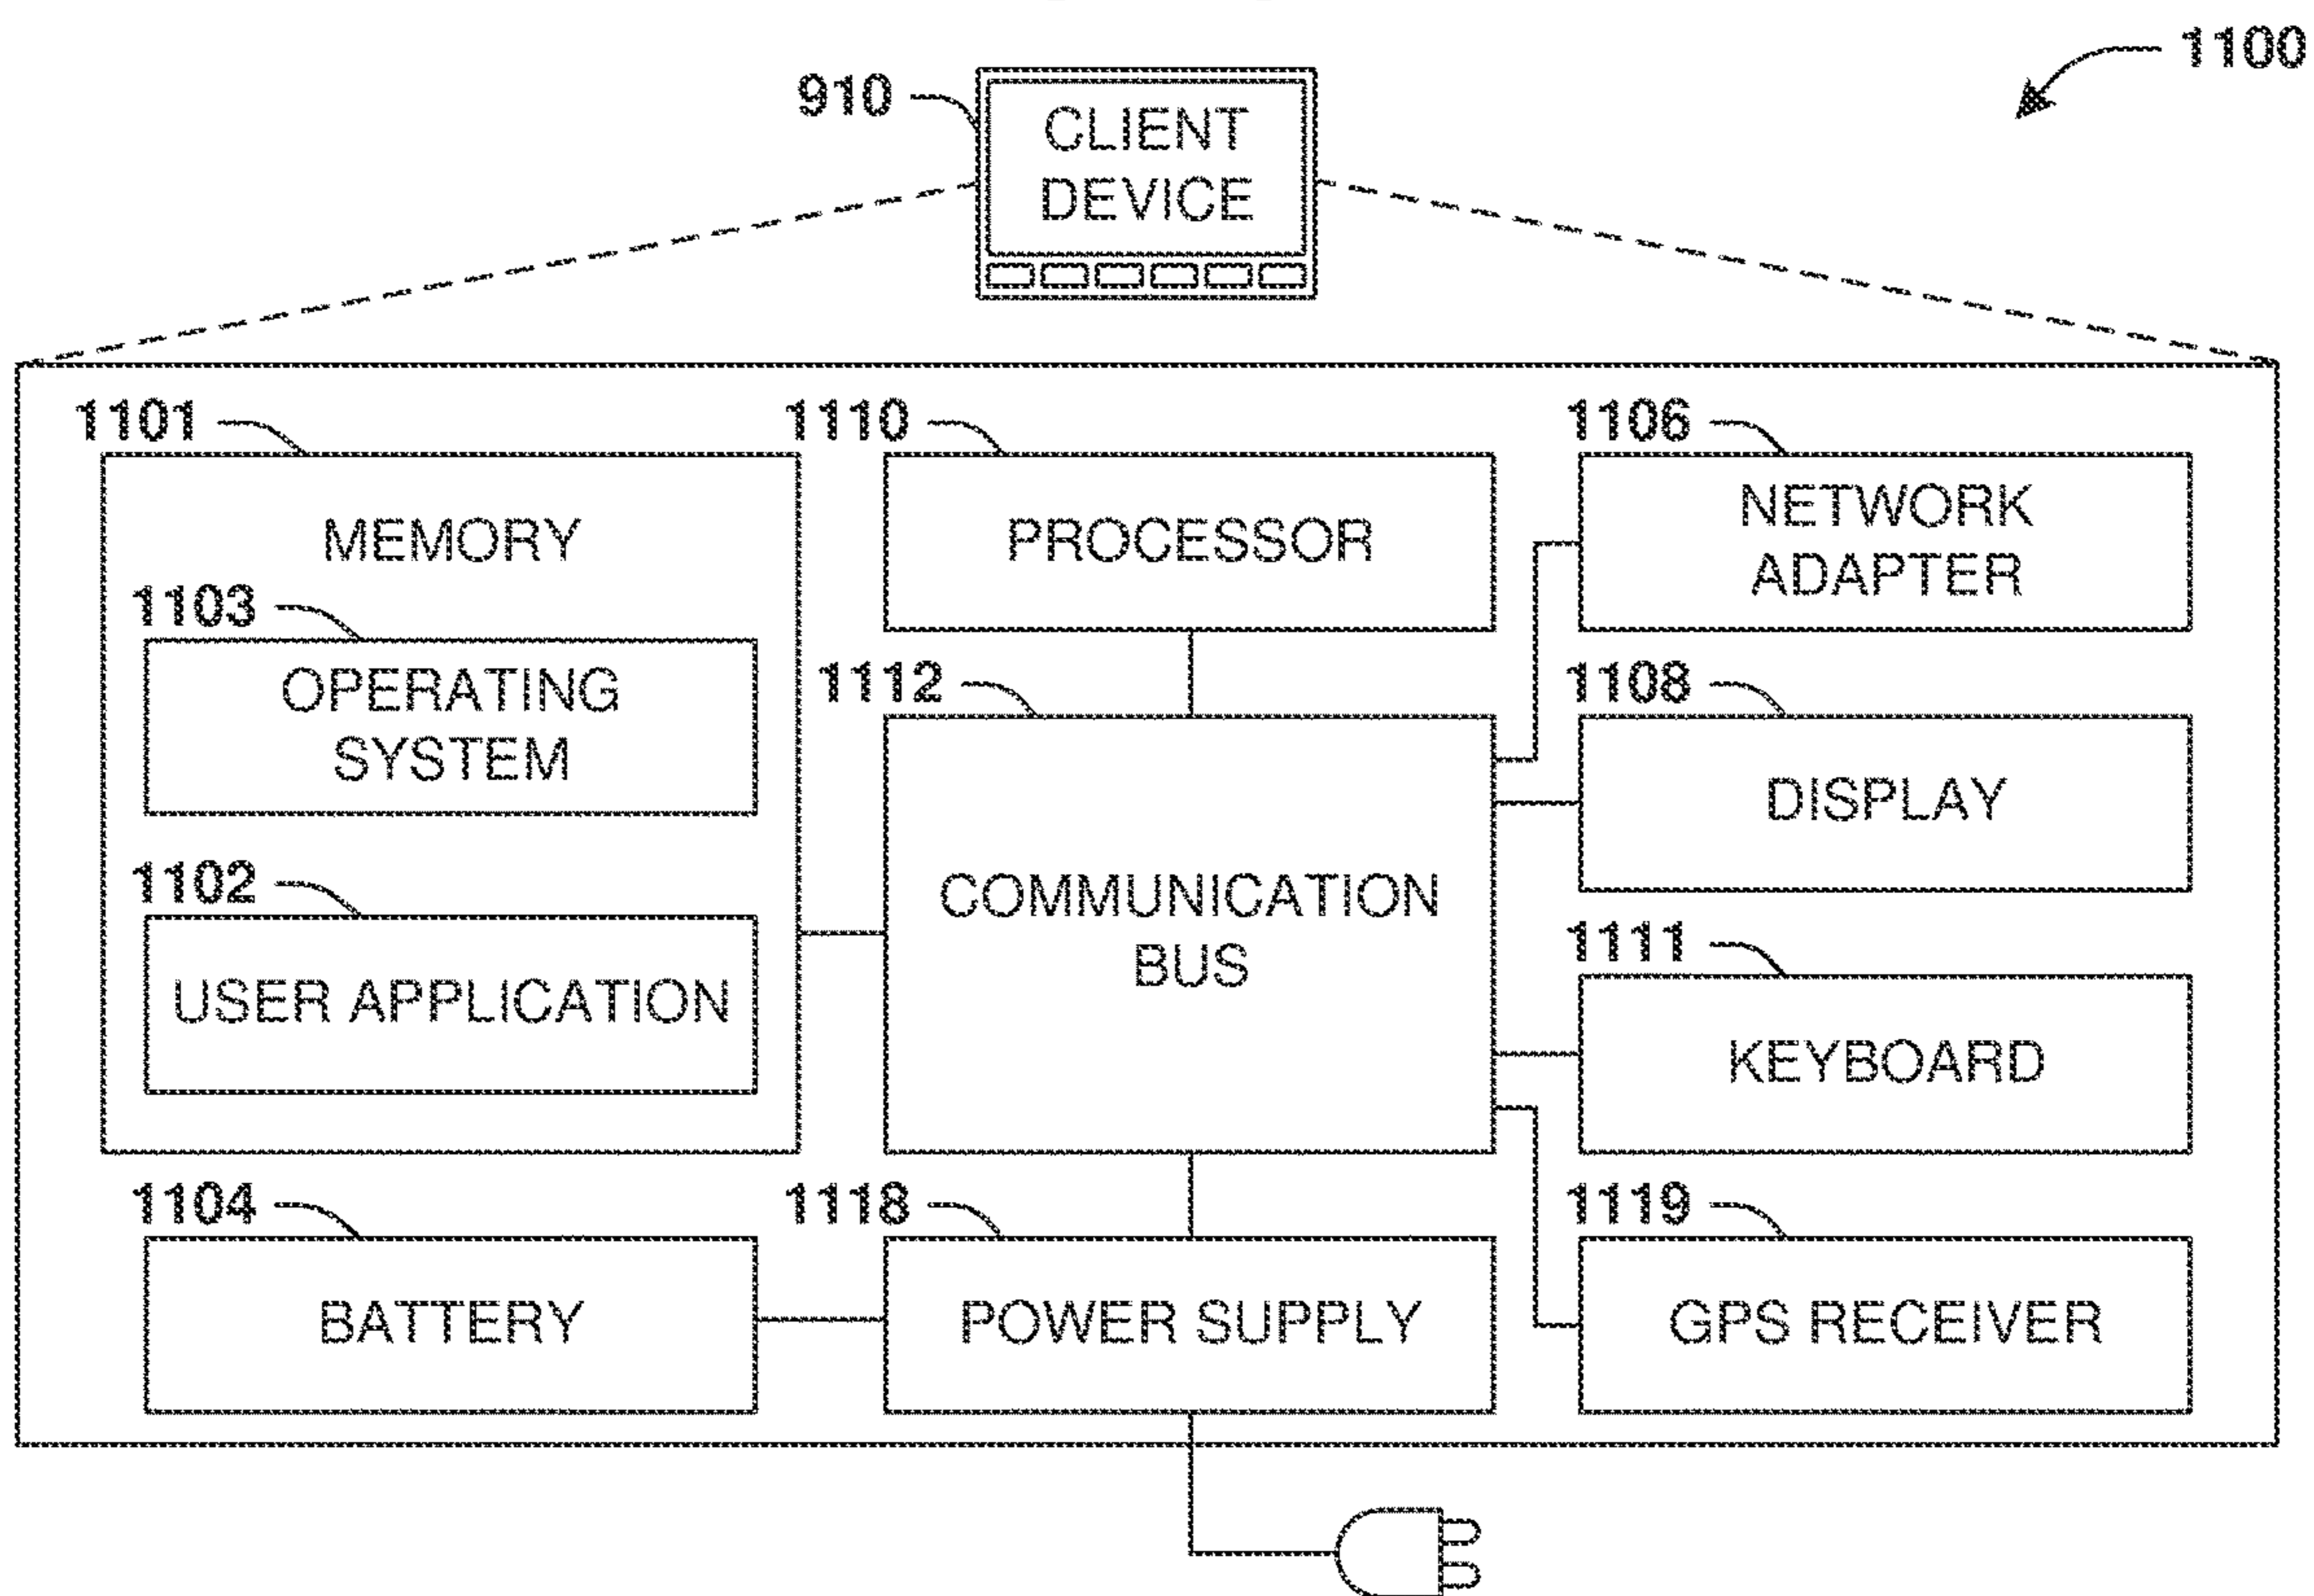 1100
910
CLIENT
DEVICE
1101
1110
1106
MEMORY
PROCESSOR
NETWORK
ADAPTER
1103
OPERATING
SYSTEM
1112
1108
COMMUNICATION
BUS
DISPLAY
1102
USER APPLICATION
1111
KEYBOARD
1104
1118
1119
BATTERY
POWER SUPPLY
GPS RECEIVER